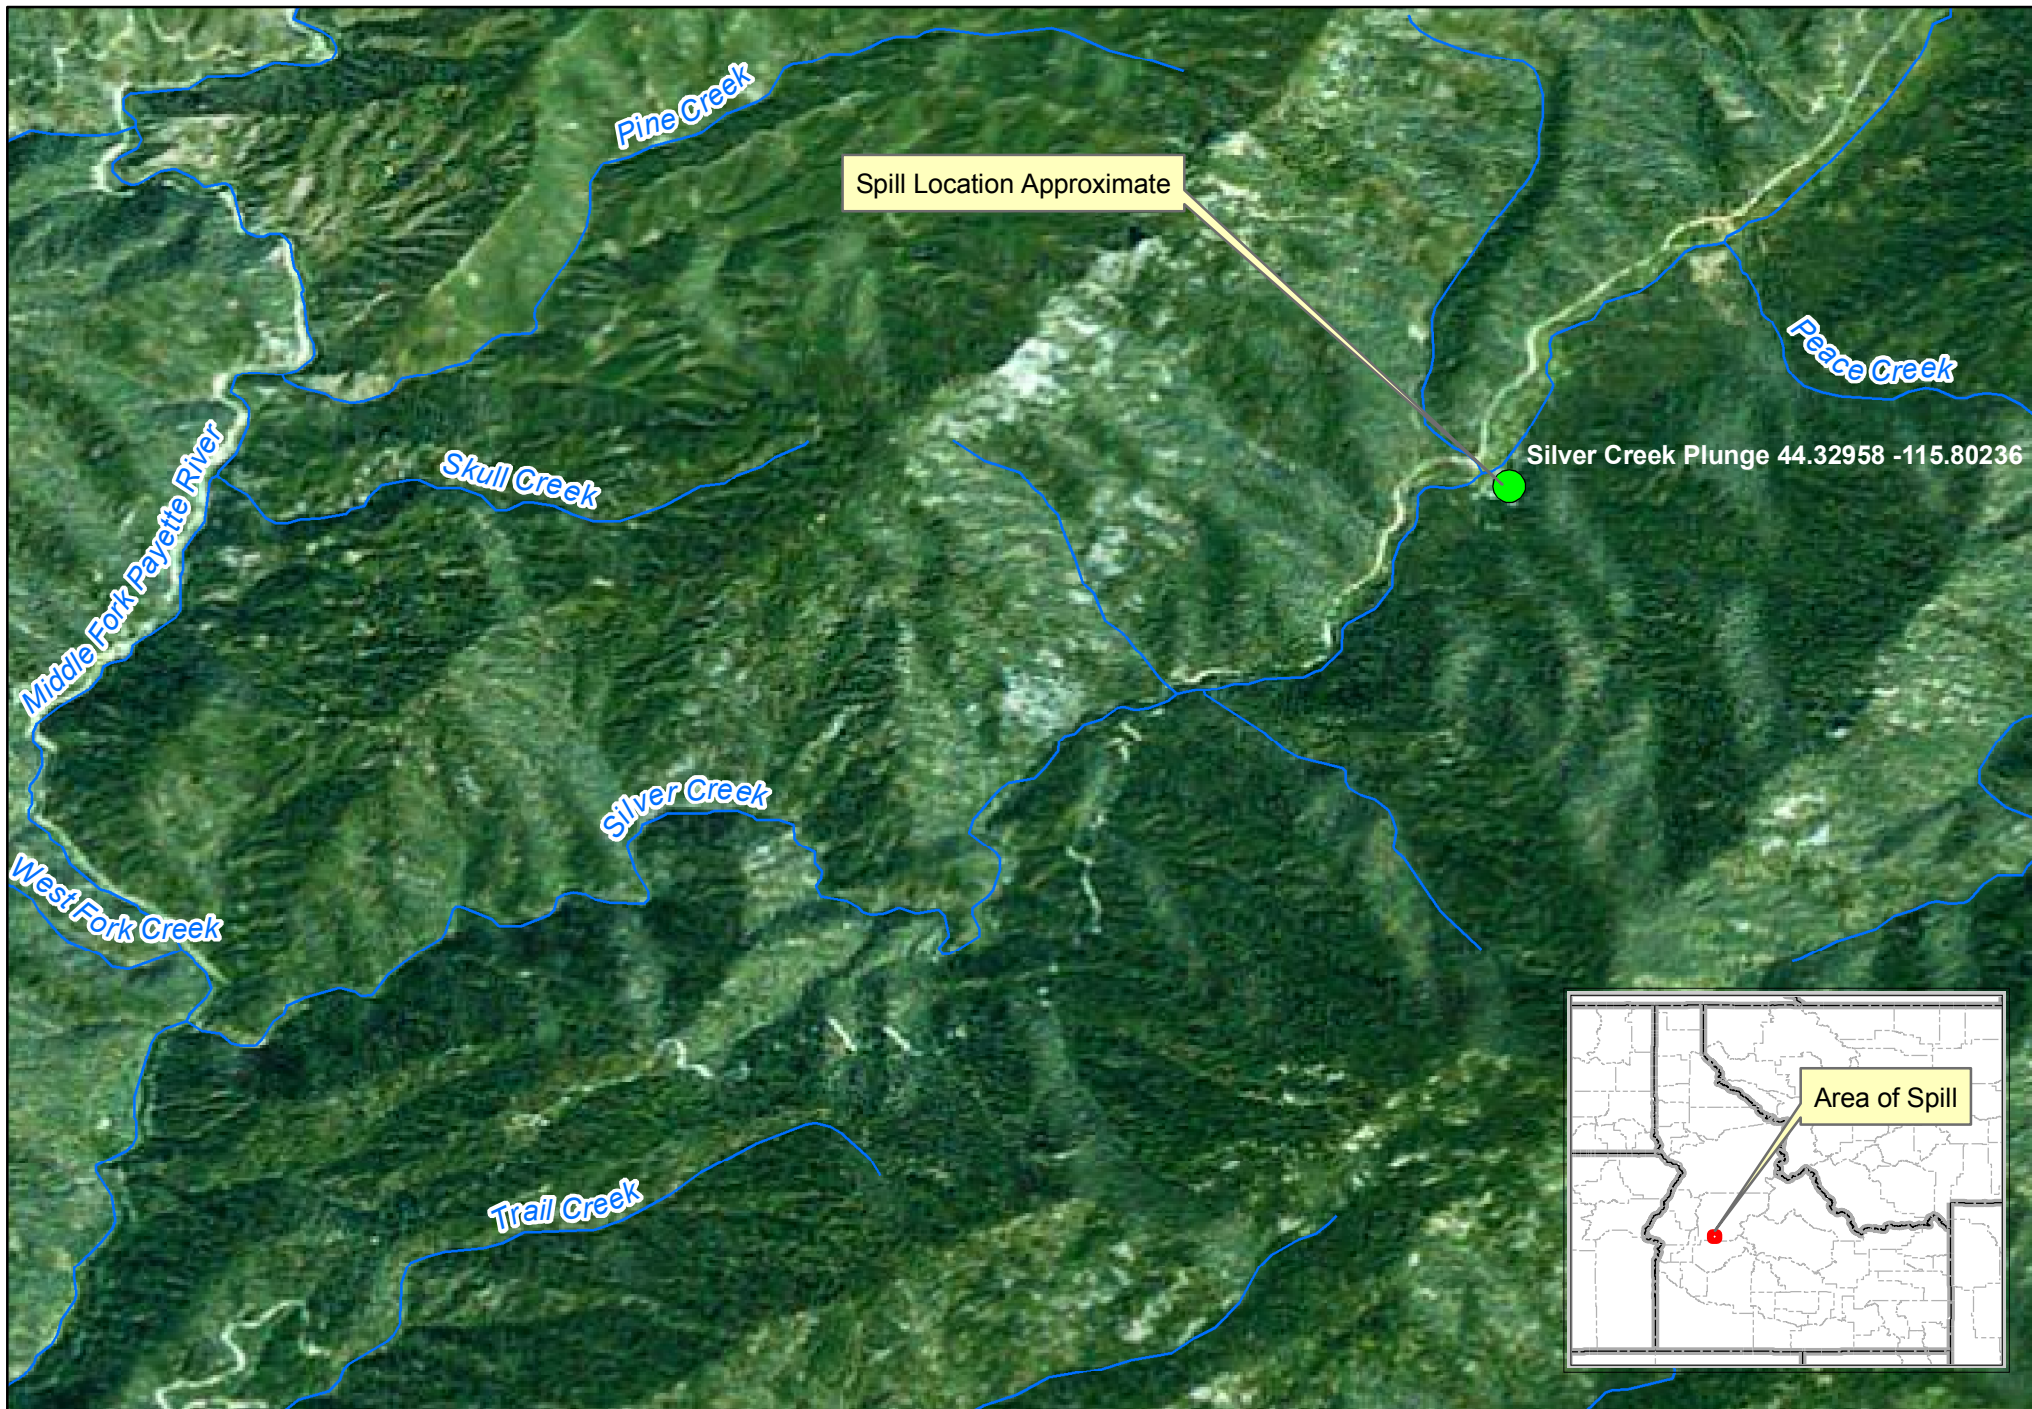 Pine Creek
Spill Location Approximate
Peace Creek
Silver Creek Plunge 44.32958 -115.80236
Skull Creek
Middle Fork Payette River
Silver Creek
West Fork Creek
Area of Spill
Trail Creek